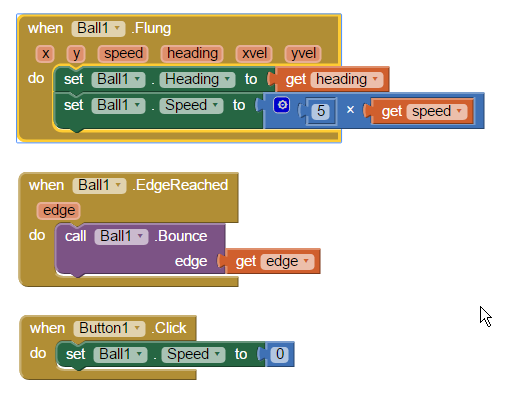 when Ball1 .Flung
x y speed heading xvel yvel
do set Ball1 . Heading to get heading
set Ball1 . Speed to 5 × get speed
when Ball1 .EdgeReached
edge
do call Ball1 .Bounce
edge get edge
when Button1 .Click
do set Ball1 . Speed to 0